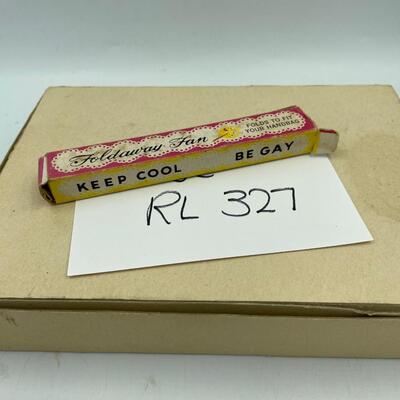 Foldaway Fan
FOLDS TO FIT
YOUR HANDBAG
KEEP COOL BE GAY
RL 327